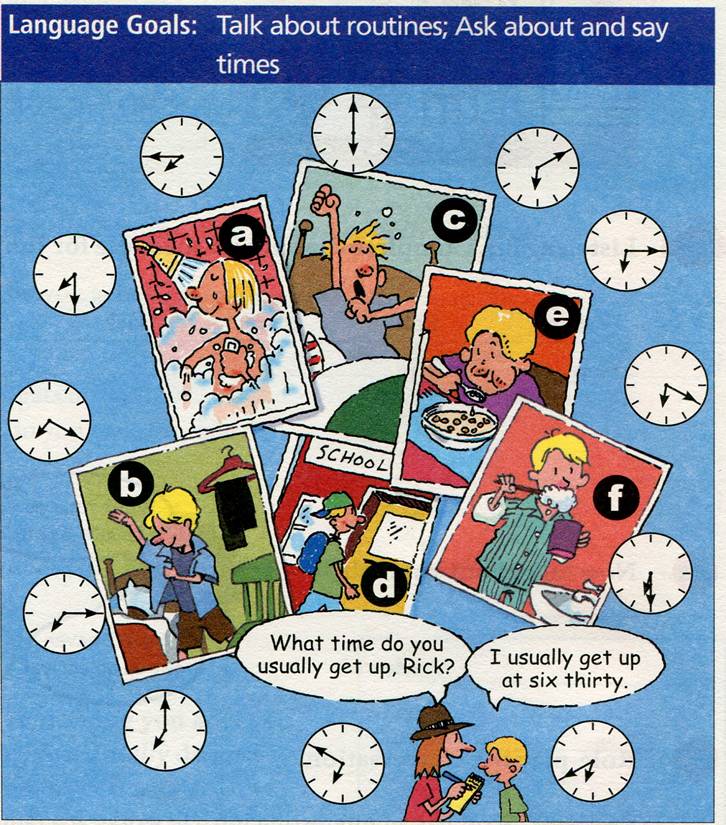 Language Goals: Talk about routines; Ask about and say
times
a
c
e
b
SCHOOL
f
d
What time do you
usually get up, Rick?
I usually get up
at six thirty.